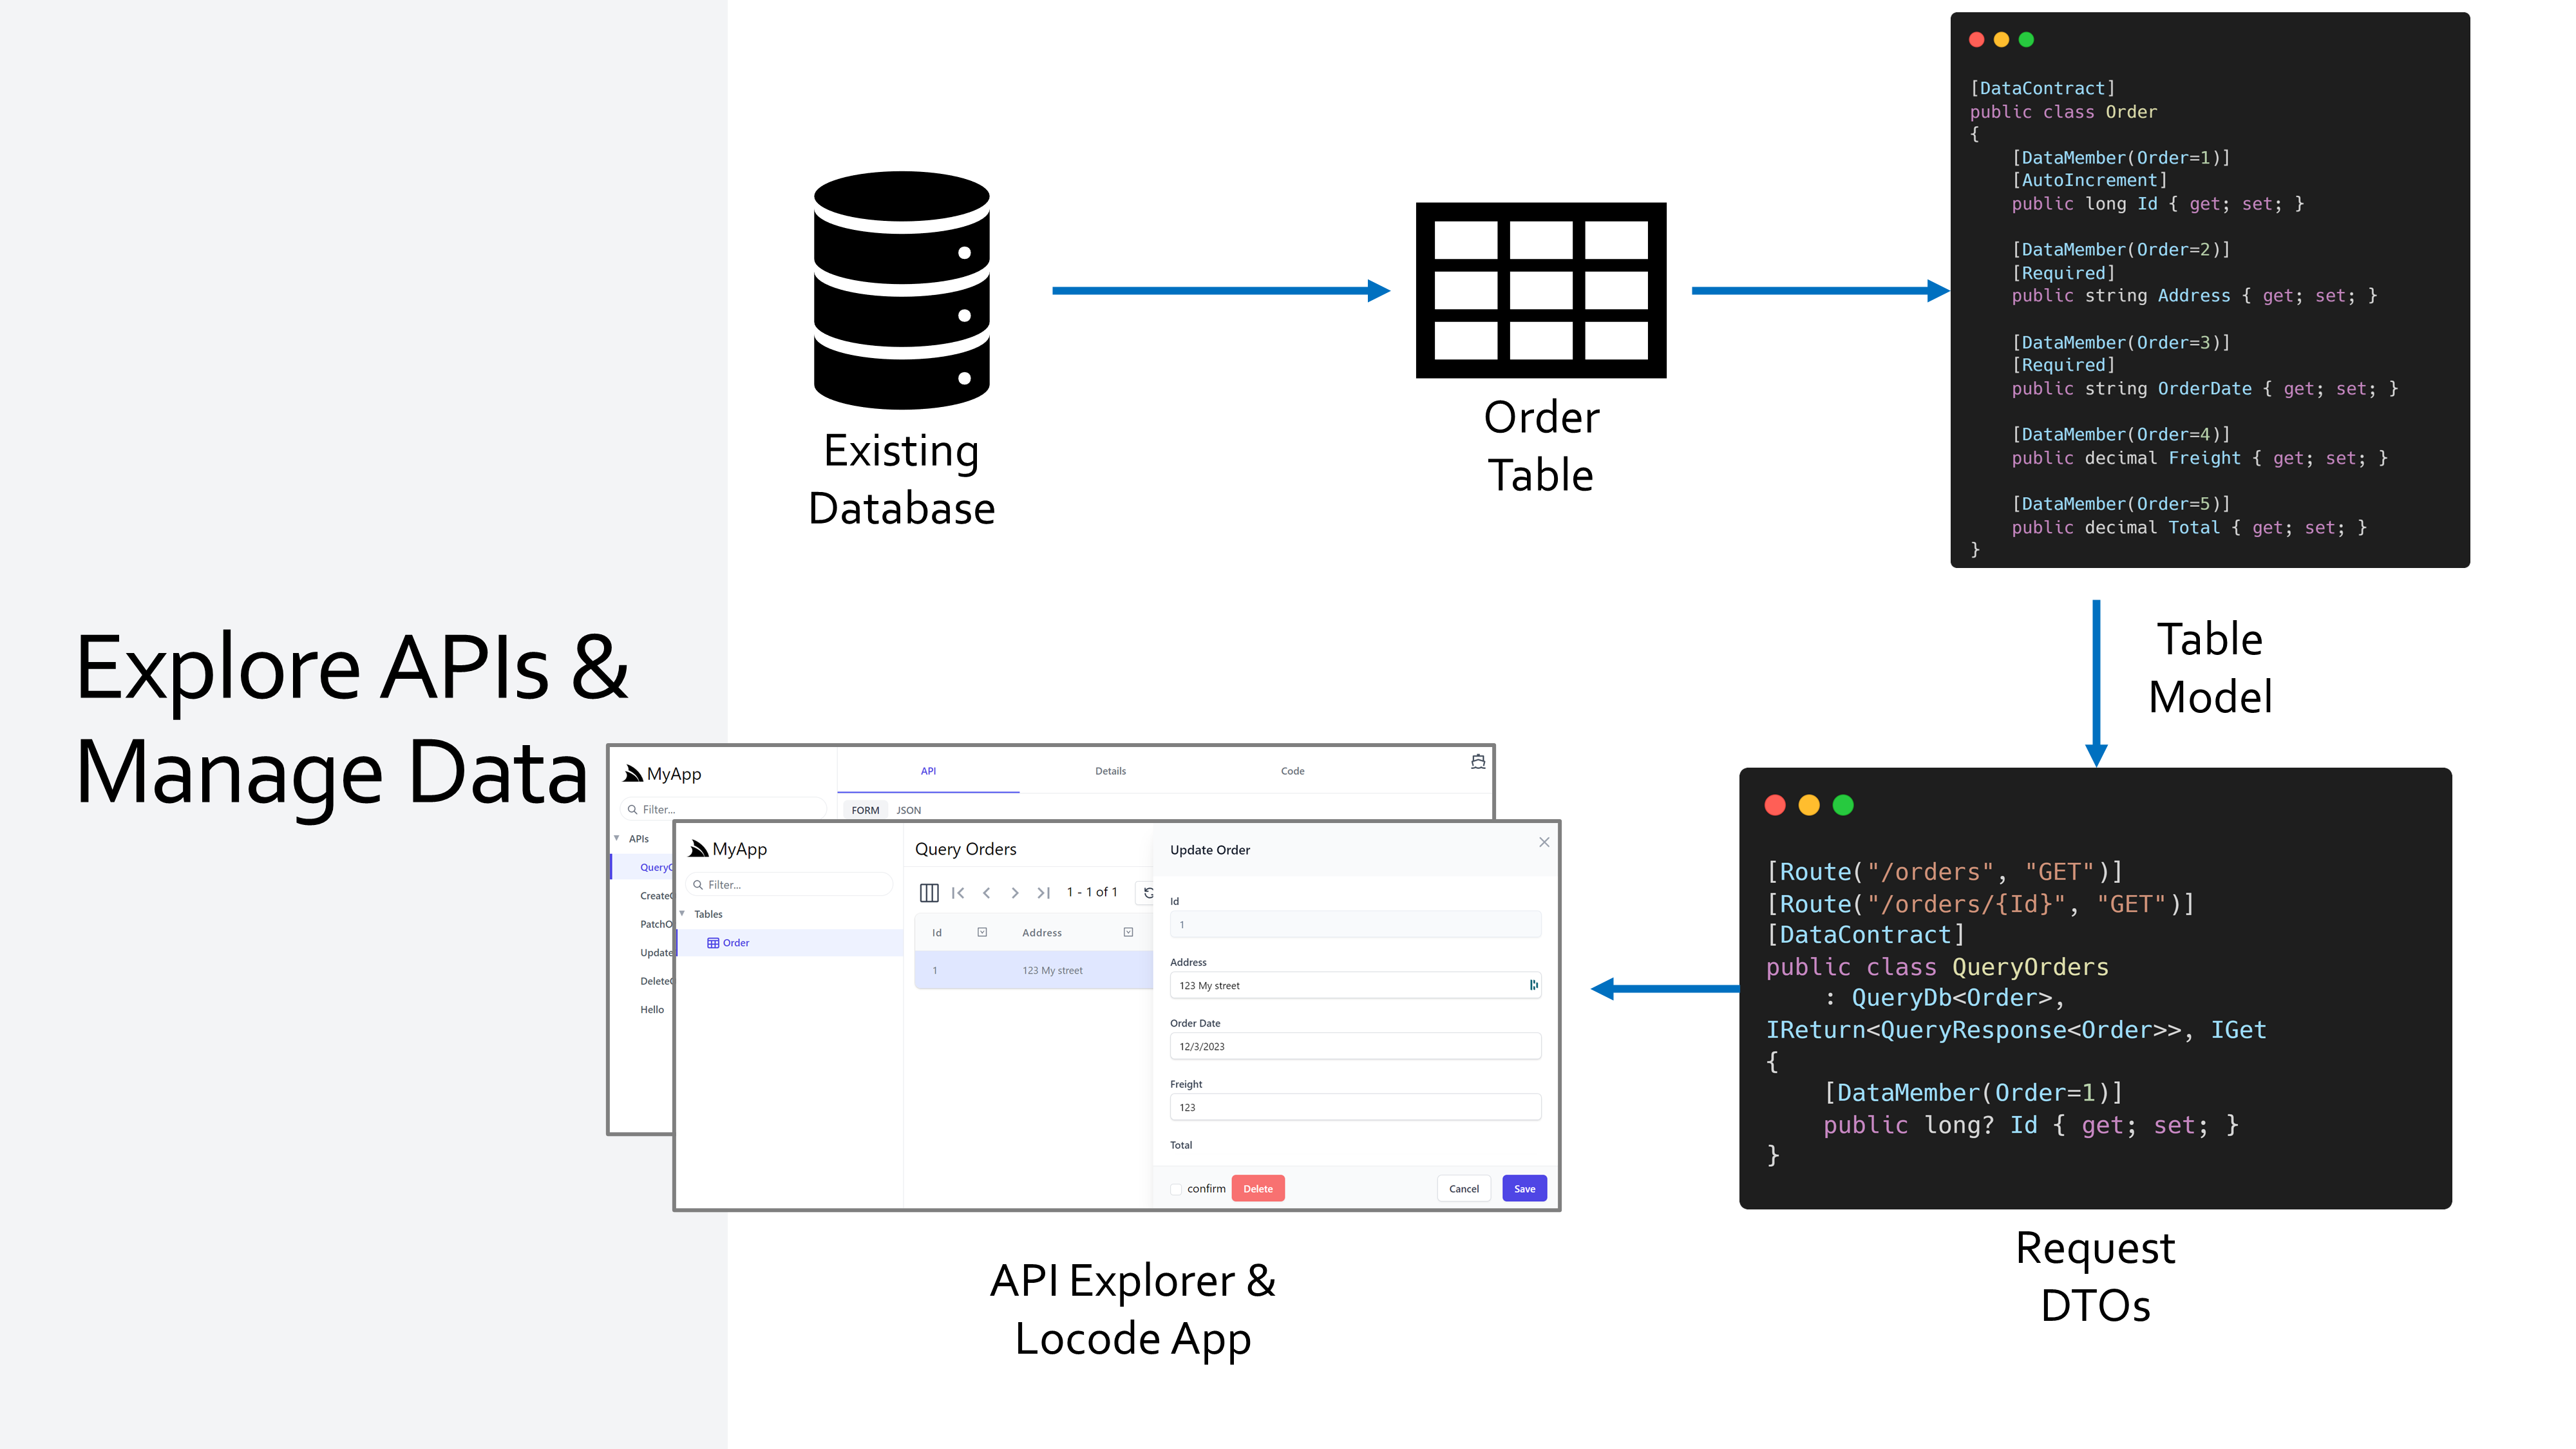 Explore APIs &
Manage Data
Existing
Database
Order
Table
[DataContract]
public class Order
{
    [DataMember(Order=1)]
    [AutoIncrement]
    public long Id { get; set; }
    [DataMember(Order=2)]
    [Required]
    public string Address { get; set; }
    [DataMember(Order=3)]
    [Required]
    public string OrderDate { get; set; }
    [DataMember(Order=4)]
    public decimal Freight { get; set; }
    [DataMember(Order=5)]
    public decimal Total { get; set; }
}
Table
Model
[Route("/orders", "GET")]
[Route("/orders/{Id}", "GET")]
[DataContract]
public class QueryOrders
    : QueryDb<Order>,
IReturn<QueryResponse<Order>>, IGet
{
    [DataMember(Order=1)]
    public long? Id { get; set; }
}
Request
DTOs
MyApp
API Details Code
Filter...
FORM JSON
APIs
Hello
MyApp
Filter...
Tables
Order
Query Orders
1 - 1 of 1
Id Address
1 123 My street
Update Order
Id
1
Address
123 My street
Order Date
12/3/2023
Freight
123
Total
confirm Delete Cancel Save
API Explorer &
Locode App